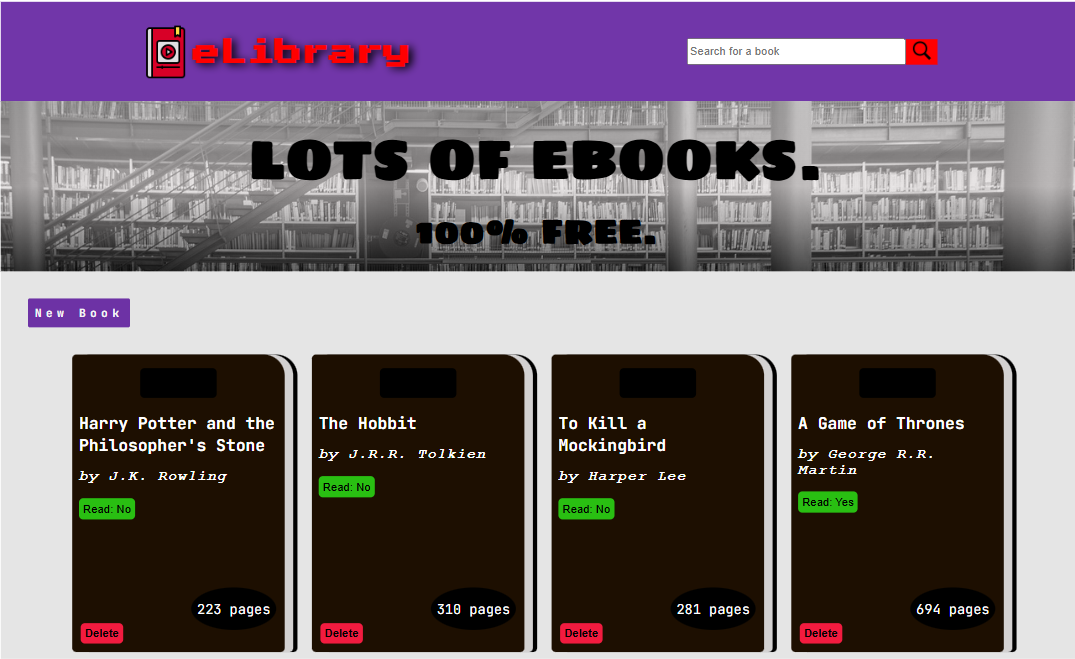 eLibrary
Search for a book
LOTS OF EBOOKS.
100% FREE.
New Book
Harry Potter and the
Philosopher's Stone
by J.K. Rowling
Read: No
223 pages
Delete
The Hobbit
by J.R.R. Tolkien
Read: No
310 pages
Delete
To Kill a
Mockingbird
by Harper Lee
Read: No
281 pages
Delete
A Game of Thrones
by George R.R.
Martin
Read: Yes
694 pages
Delete